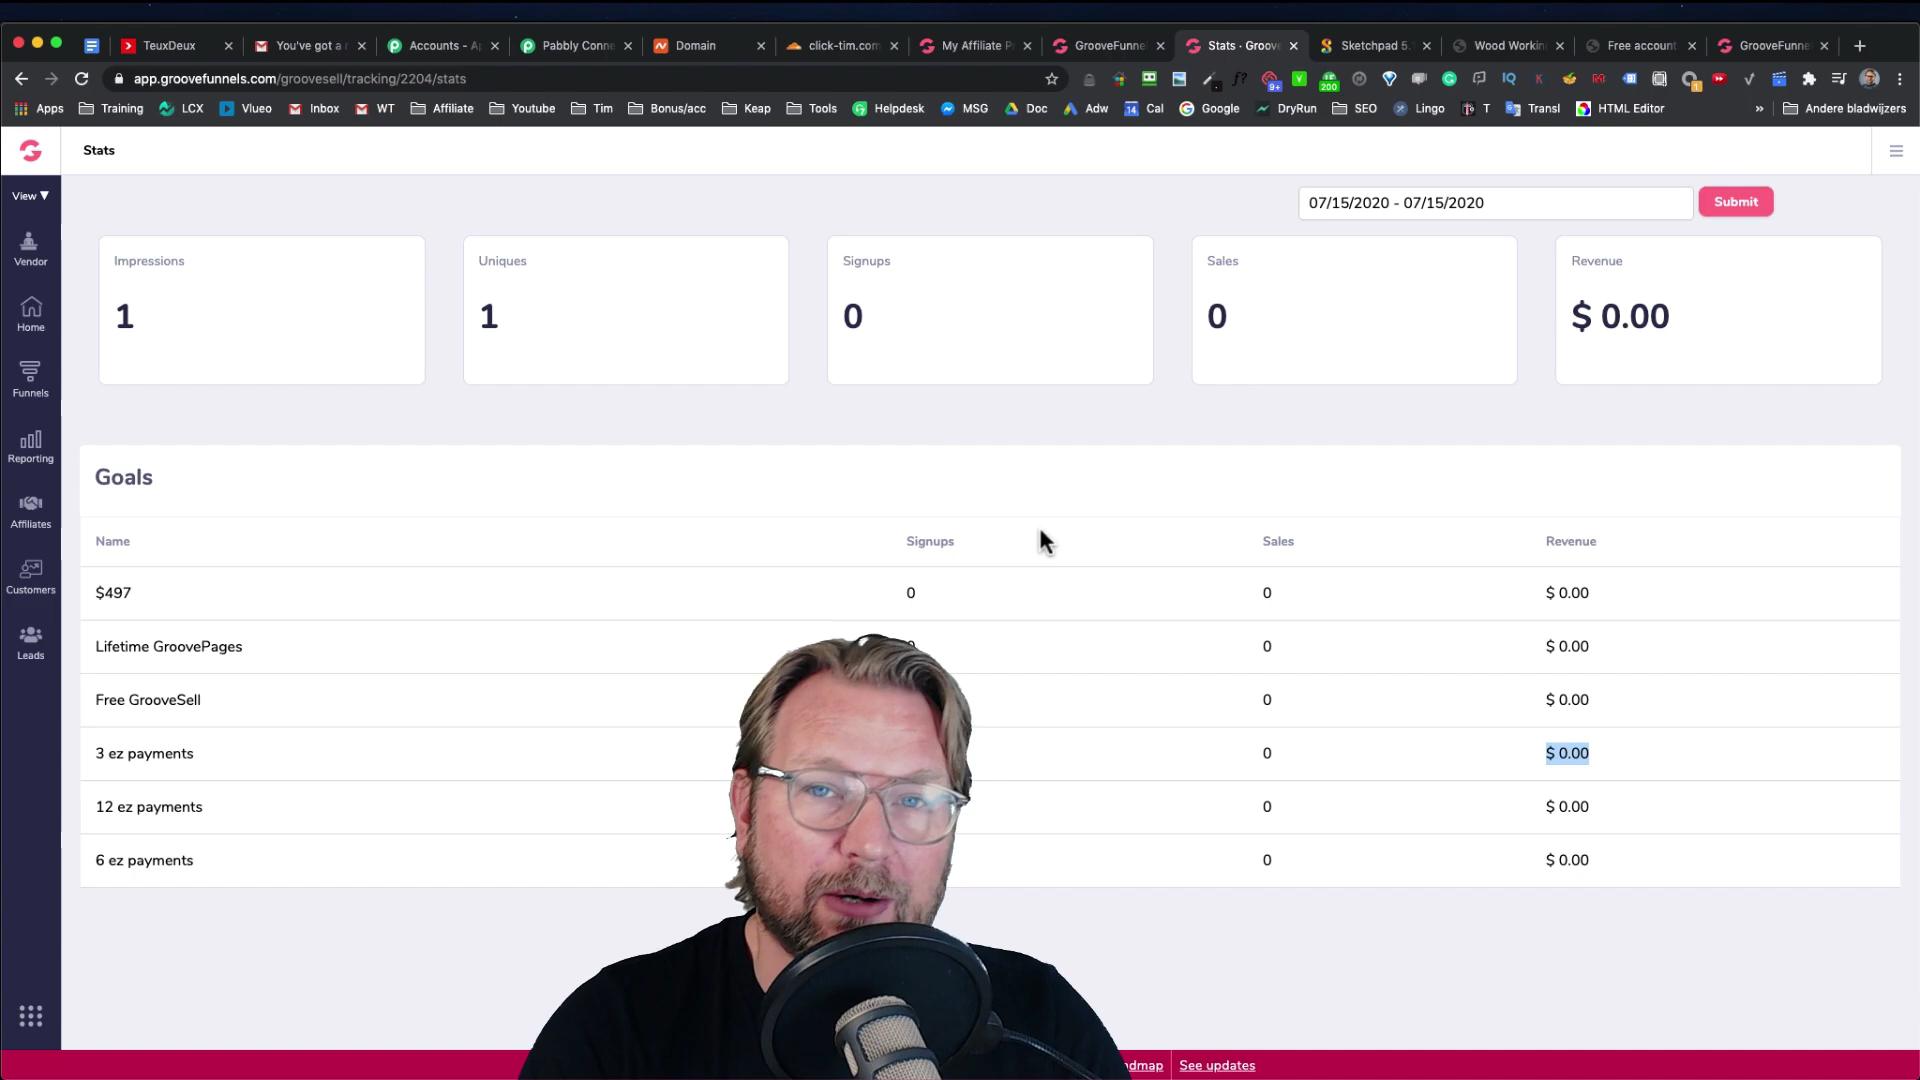 TeuxDeux
You've got a
Accounts - A
Pabbly Conn
Domain
click-tim.com
My Affiliate P
GrooveFunne
Stats · Groov
Sketchpad 5.
Wood Workin
Free account
GrooveFunne
app.groovefunnels.com/groovesell/tracking/2204/stats
Apps Training LCX Vlueo Inbox WT Affiliate Youtube Tim Bonus/acc Keap Tools Helpdesk MSG Doc Adw Cal Google DryRun SEO Lingo T Transl HTML Editor » Andere bladwijzers
Stats
View ▼
07/15/2020 - 07/15/2020 Submit
Vendor
Home
Funnels
Reporting
Affiliates
Customers
Leads
Impressions Uniques Signups Sales Revenue
1 1 0 0 $ 0.00
Goals
Name Signups Sales Revenue
$497 0 0 $ 0.00
Lifetime GroovePages 0 $ 0.00
Free GrooveSell 0 $ 0.00
3 ez payments 0 $ 0.00
12 ez payments 0 $ 0.00
6 ez payments 0 $ 0.00
dmap See updates